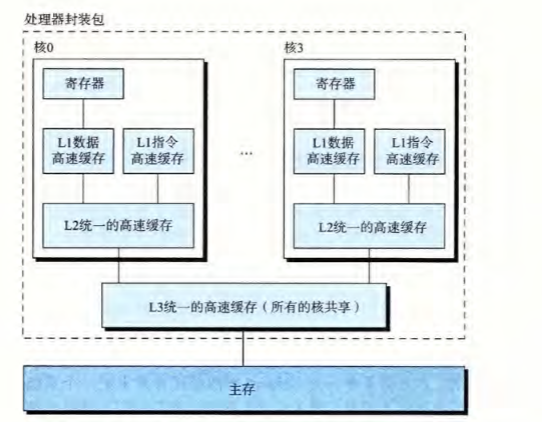 处理器封装包
核0
核3
寄存器
寄存器
L1数据
高速缓存
L1指令
高速缓存
...
L1数据
高速缓存
L1指令
高速缓存
L2统一的高速缓存
L2统一的高速缓存
L3统一的高速缓存（所有的核共享）
主存